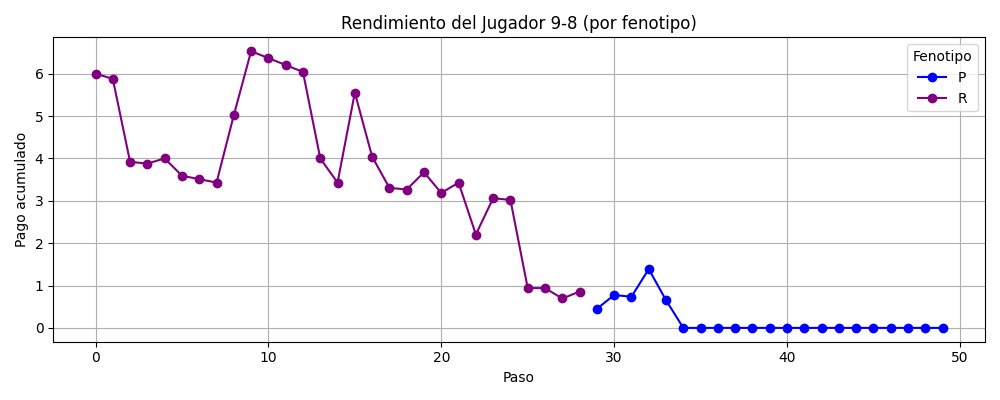 Rendimiento del Jugador 9-8 (por fenotipo)
Pago acumulado
6
5
4
3
2
1
0
0 10 20 30 40 50
Paso
Fenotipo
P
R